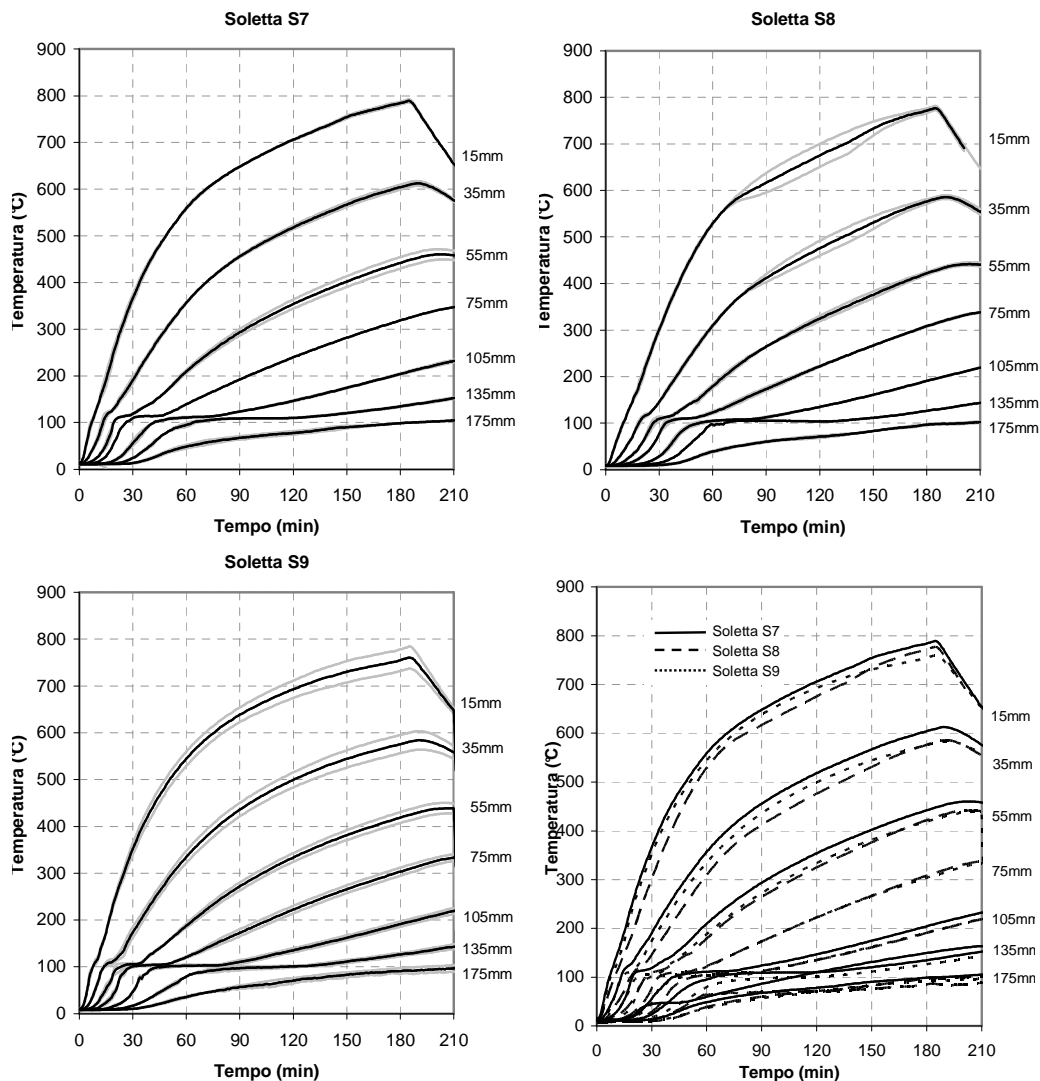 Soletta S7
900
800
700
600
500
400
300
200
100
0
Temperatura (°C)
0 30 60 90 120 150 180 210
Tempo (min)
15mm
35mm
55mm
75mm
105mm
135mm
175mm
Soletta S8
900
800
700
600
500
400
300
200
100
0
Temperatura (°C)
0 30 60 90 120 150 180 210
Tempo (min)
15mm
35mm
55mm
75mm
105mm
135mm
175mm
Soletta S9
900
800
700
600
500
400
300
200
100
0
Temperatura (°C)
0 30 60 90 120 150 180 210
Tempo (min)
15mm
35mm
55mm
75mm
105mm
135mm
175mm
900
800
700
600
500
400
300
200
100
0
Temperatura (°C)
Soletta S7
Soletta S8
Soletta S9
0 30 60 90 120 150 180 210
Tempo (min)
15mm
35mm
55mm
75mm
105mm
135mm
175mm